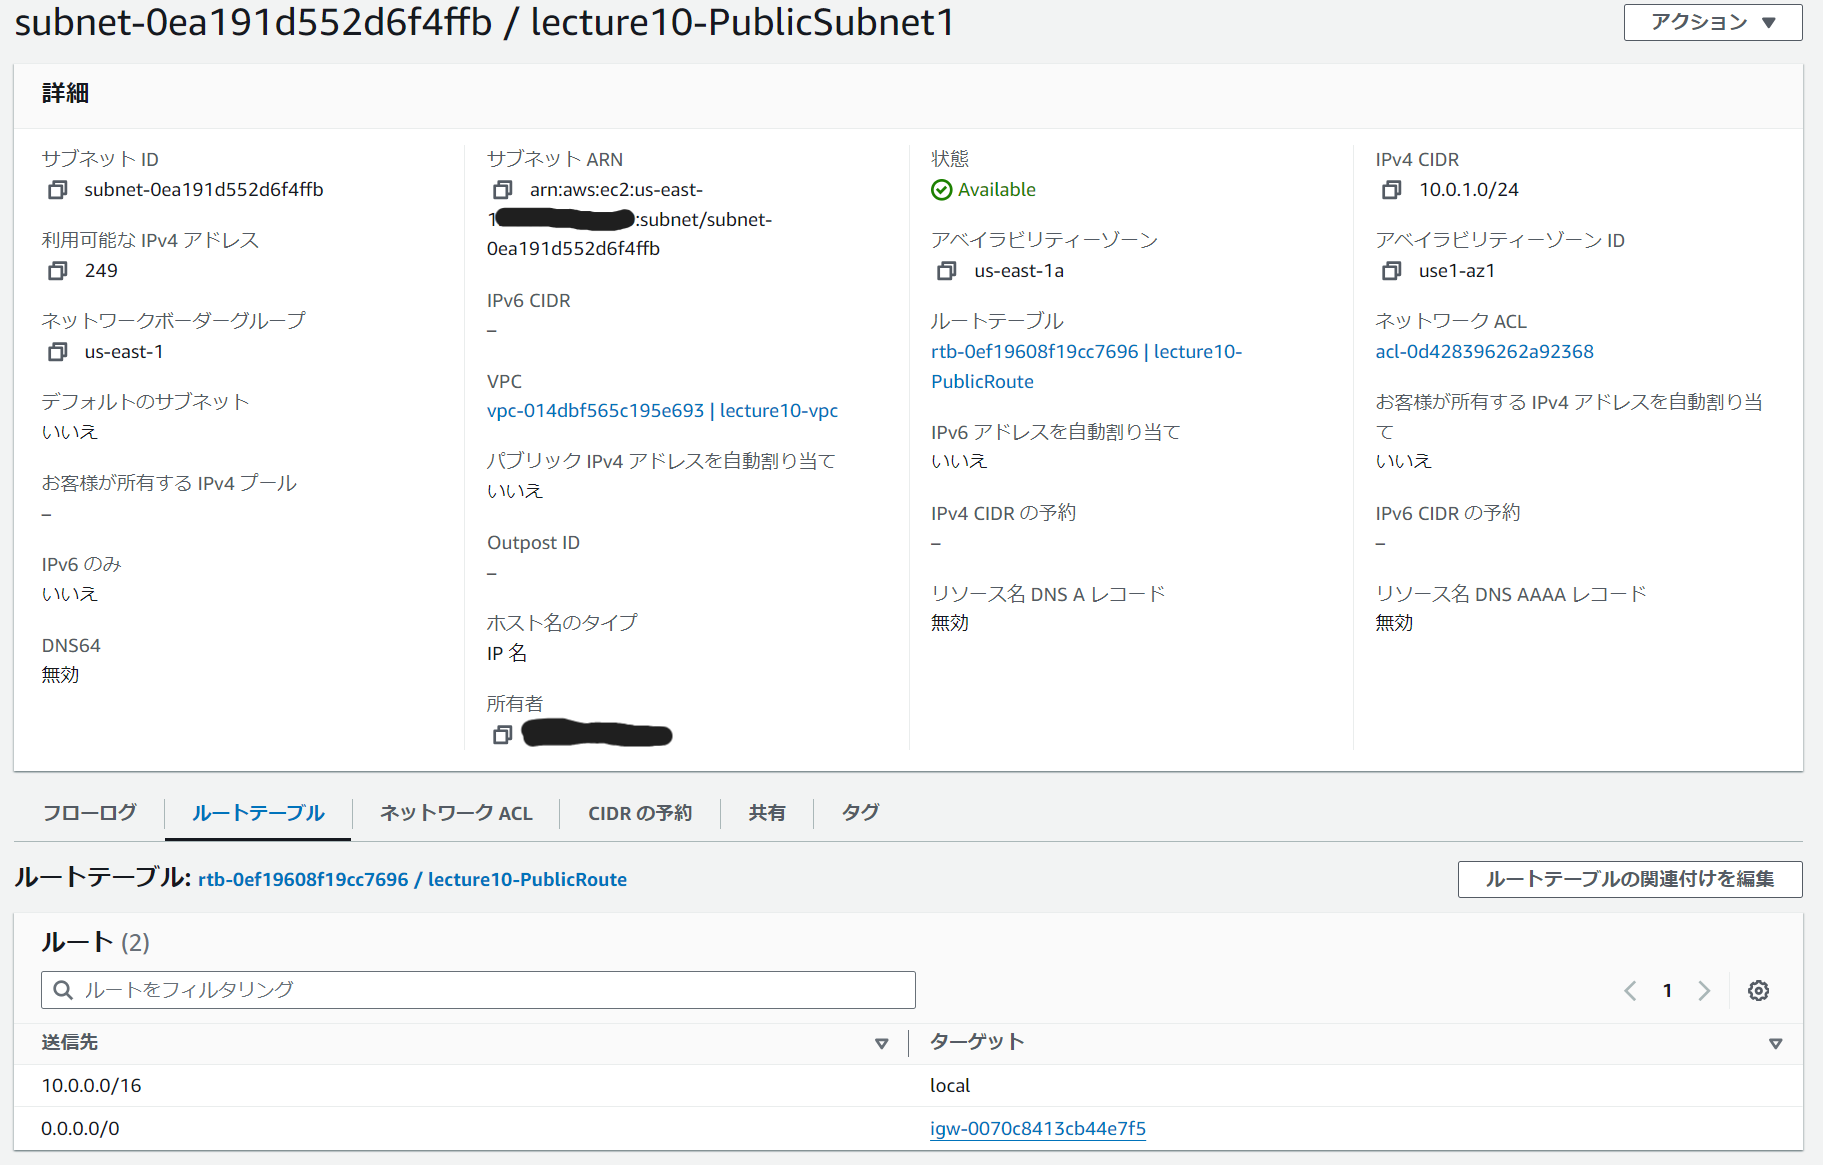 subnet-0ea191d552d6f4ffb / lecture10-PublicSubnet1
アクション
詳細
サブネット ID
subnet-0ea191d552d6f4ffb
利用可能な IPv4 アドレス
249
ネットワークボーダーグループ
us-east-1
デフォルトのサブネット
いいえ
お客様が所有する IPv4 プール
–
IPv6 のみ
いいえ
DNS64
無効
サブネット ARN
arn:aws:ec2:us-east-
1:subnet/subnet-
0ea191d552d6f4ffb
IPv6 CIDR
–
VPC
vpc-014dbf565c195e693 | lecture10-vpc
パブリック IPv4 アドレスを自動割り当て
いいえ
Outpost ID
–
ホスト名のタイプ
IP 名
所有者
状態
Available
アベイラビリティーゾーン
us-east-1a
ルートテーブル
rtb-0ef19608f19cc7696 | lecture10-
PublicRoute
IPv6 アドレスを自動割り当て
いいえ
IPv4 CIDR の予約
–
リソース名 DNS A レコード
無効
IPv4 CIDR
10.0.1.0/24
アベイラビリティーゾーン ID
use1-az1
ネットワーク ACL
acl-0d428396262a92368
お客様が所有する IPv4 アドレスを自動割り当
て
いいえ
IPv6 CIDR の予約
–
リソース名 DNS AAAA レコード
無効
フローログ
ルートテーブル
ネットワーク ACL
CIDR の予約
共有
タグ
ルートテーブル: rtb-0ef19608f19cc7696 / lecture10-PublicRoute
ルートテーブルの関連付けを編集
ルート (2)
ルートをフィルタリング
1
送信先
ターゲット
10.0.0.0/16
local
0.0.0.0/0
igw-0070c8413cb44e7f5